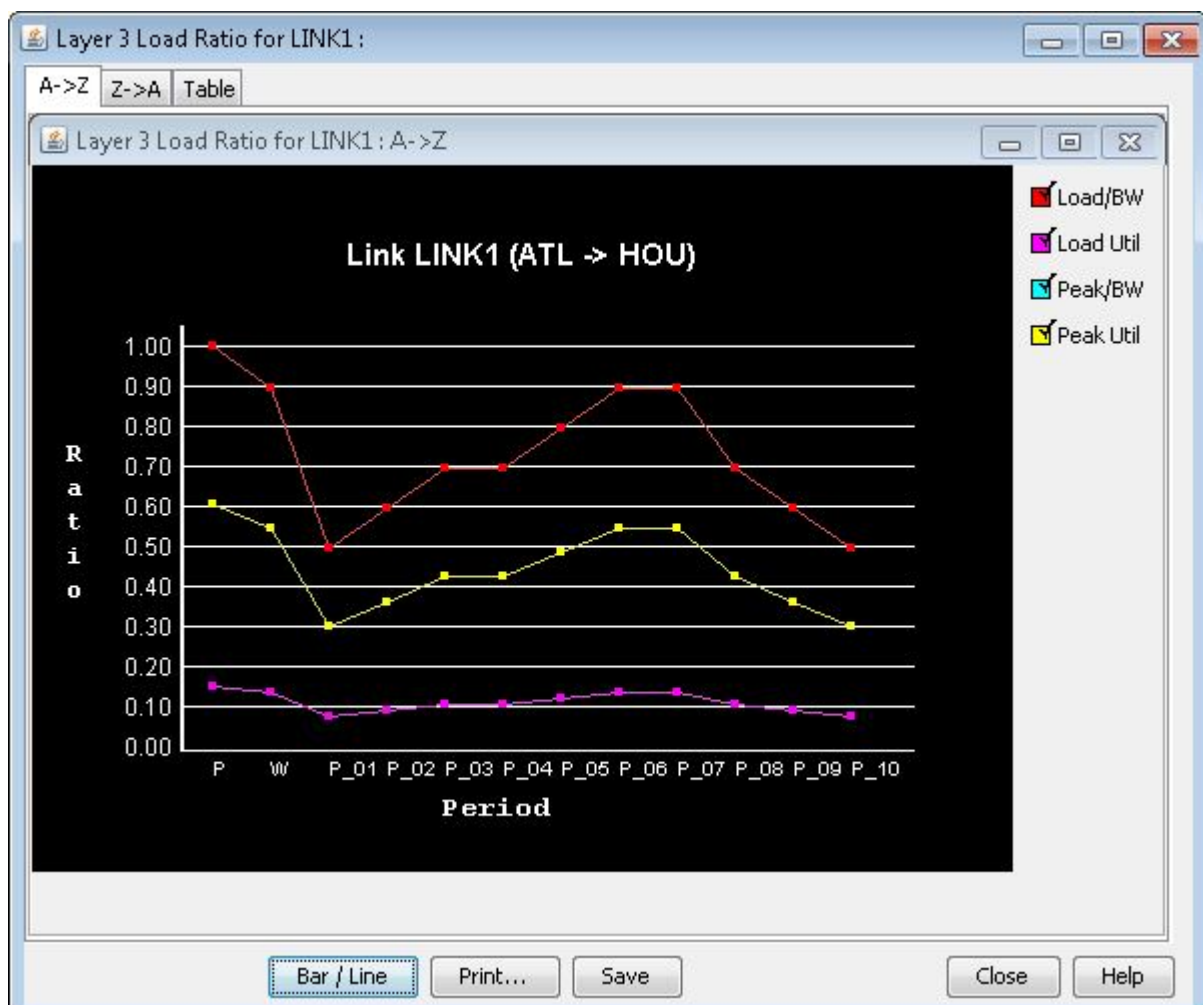 Layer 3 Load Ratio for LINK1 :
A->Z Z->A Table
Layer 3 Load Ratio for LINK1 : A->Z
Load/BW
Load Util
Peak/BW
Peak Util
Link LINK1 (ATL -> HOU)
1.00
0.90
0.80
0.70
0.60
0.50
0.40
0.30
0.20
0.10
0.00
Ratio
P W P_01 P_02 P_03 P_04 P_05 P_06 P_07 P_08 P_09 P_10
Period
Bar / Line Print... Save Close Help